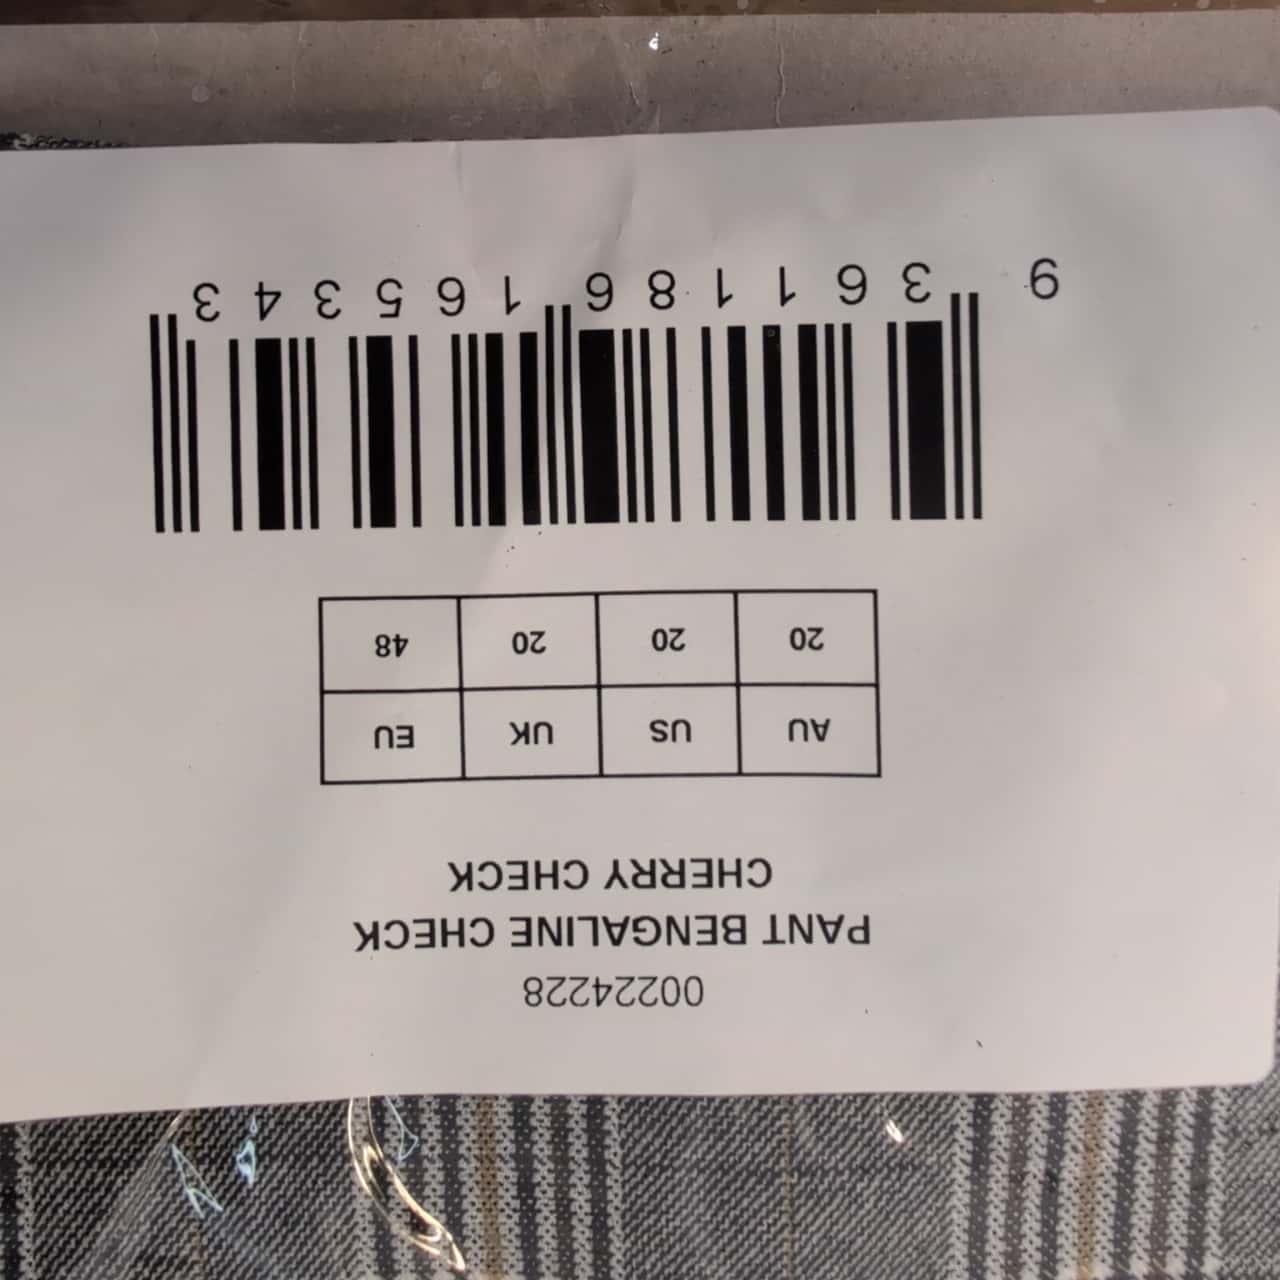 00224228
PANT BENGALINE CHECK
CHERRY CHECK
AU US UK EU
20 20 20 48
9 361186 165343